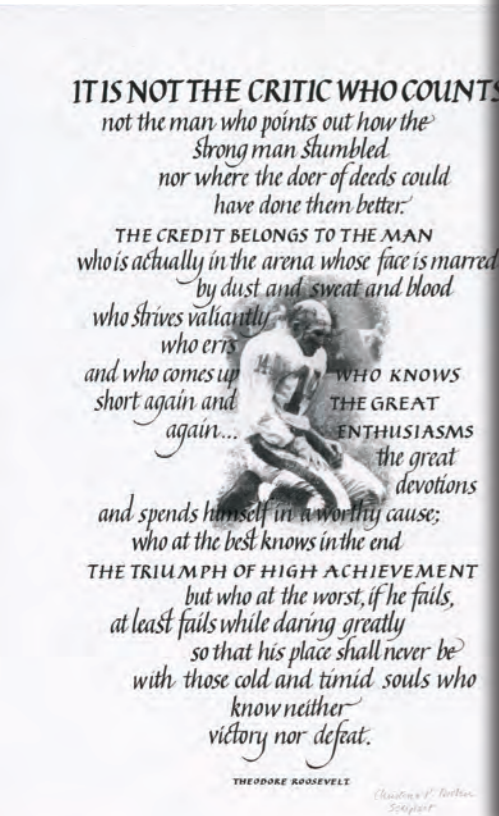 IT IS NOT THE CRITIC WHO COUNTS
not the man who points out how the
strong man stumbled
nor where the doer of deeds could
have done them better.
THE CREDIT BELONGS TO THE MAN
who is actually in the arena whose face is marred
by dust and sweat and blood
who strives valiantly
who errs
and who comes up
short again and
again...
WHO KNOWS
THE GREAT
ENTHUSIASMS
the great
devotions
and spends himself in a worthy cause;
who at the best knows in the end
THE TRIUMPH OF HIGH ACHIEVEMENT
but who at the worst, if he fails,
at least fails while daring greatly
so that his place shall never be
with those cold and timid souls who
know neither
victory nor defeat.
THEODORE ROOSEVELT
14